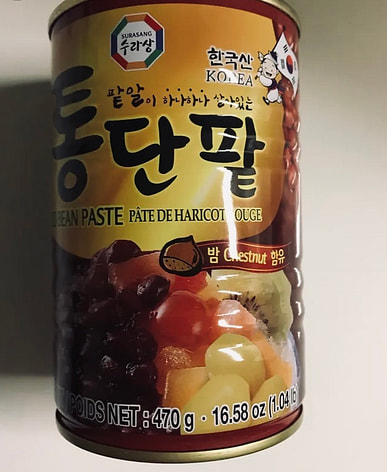 SURASANG
수라상
한국산
KOREA
팥알이 하나하나 살아있는
통단팥
BEAN PASTE PÂTE DE HARICOT ROUGE
밤 Chestnut 함유
POIDS NET : 470 g · 16.58 oz (1.04 lb